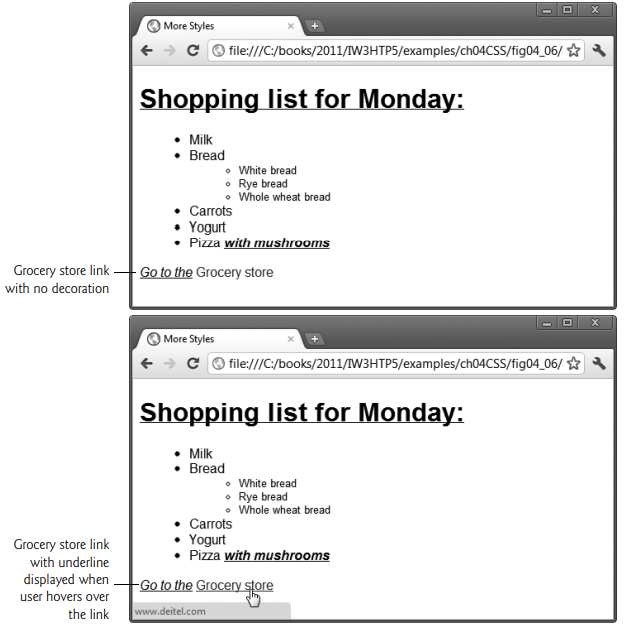 More Styles
file:///C:/books/2011/IW3HTP5/examples/ch04CSS/fig04_06/
Shopping list for Monday:
Milk
Bread
White bread
Rye bread
Whole wheat bread
Carrots
Yogurt
Pizza with mushrooms
Go to the Grocery store
Grocery store link
with no decoration
More Styles
file:///C:/books/2011/IW3HTP5/examples/ch04CSS/fig04_06/
Shopping list for Monday:
Milk
Bread
White bread
Rye bread
Whole wheat bread
Carrots
Yogurt
Pizza with mushrooms
Go to the Grocery store
Grocery store link
with underline
displayed when
user hovers over
the link
www.deitel.com